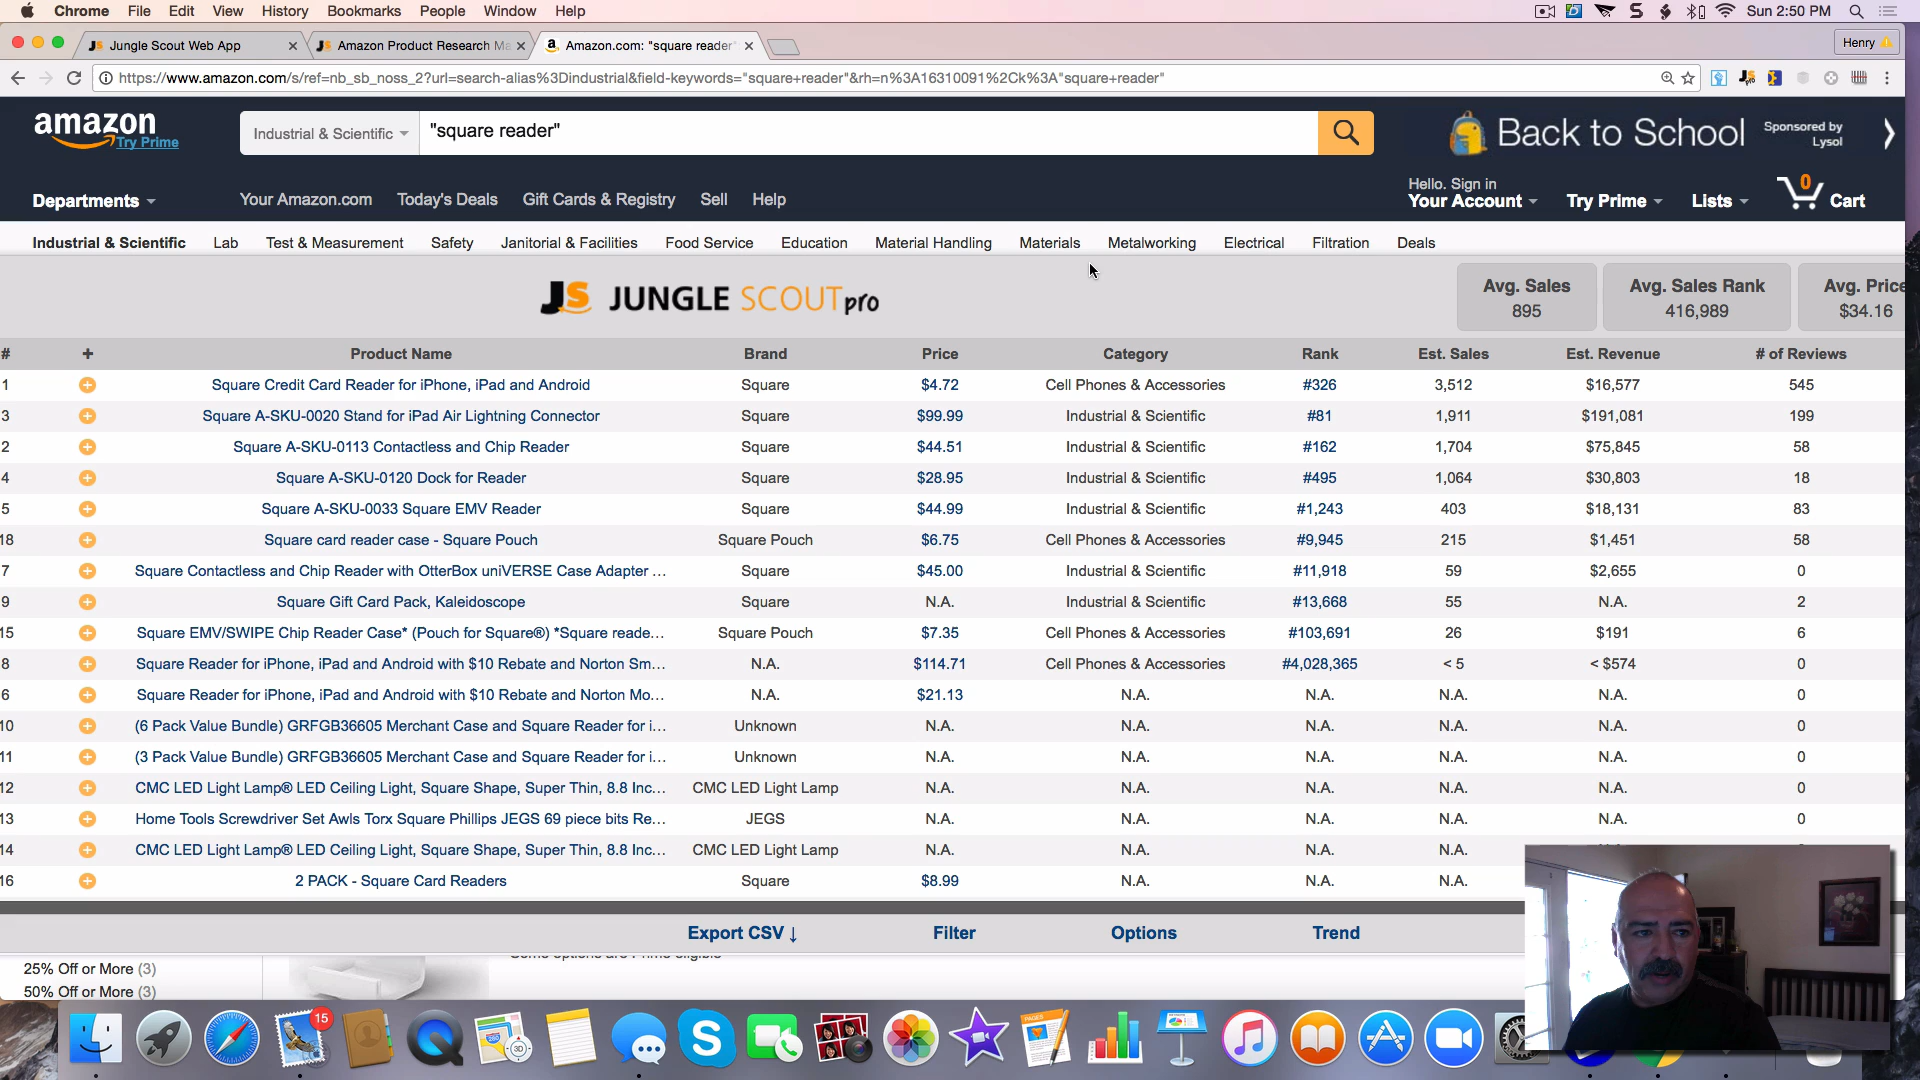 Chrome File Edit View History Bookmarks People Window Help Sun 2:50 PM
Jungle Scout Web App Amazon Product Research Ma Amazon.com: "square reader" Henry
https://www.amazon.com/s/ref=nb_sb_noss_2?url=search-alias%3Dindustrial&field-keywords="square+reader"&rh=n%3A16310091%2Ck%3A"square+reader"
amazon Try Prime Industrial & Scientific "square reader" Back to School Sponsored by Lysol
Hello. Sign in
Departments Your Amazon.com Today's Deals Gift Cards & Registry Sell Help Your Account Try Prime Lists 0 Cart
Industrial & Scientific Lab Test & Measurement Safety Janitorial & Facilities Food Service Education Material Handling Materials Metalworking Electrical Filtration Deals
JS JUNGLE SCOUT pro
Avg. Sales Avg. Sales Rank Avg. Price
895 416,989 $34.16
# + Product Name Brand Price Category Rank Est. Sales Est. Revenue # of Reviews
1 Square Credit Card Reader for iPhone, iPad and Android Square $4.72 Cell Phones & Accessories #326 3,512 $16,577 545
3 Square A-SKU-0020 Stand for iPad Air Lightning Connector Square $99.99 Industrial & Scientific #81 1,911 $191,081 199
2 Square A-SKU-0113 Contactless and Chip Reader Square $44.51 Industrial & Scientific #162 1,704 $75,845 58
4 Square A-SKU-0120 Dock for Reader Square $28.95 Industrial & Scientific #495 1,064 $30,803 18
5 Square A-SKU-0033 Square EMV Reader Square $44.99 Industrial & Scientific #1,243 403 $18,131 83
18 Square card reader case - Square Pouch Square Pouch $6.75 Cell Phones & Accessories #9,945 215 $1,451 58
7 Square Contactless and Chip Reader with OtterBox uniVERSE Case Adapter ... Square $45.00 Industrial & Scientific #11,918 59 $2,655 0
9 Square Gift Card Pack, Kaleidoscope Square N.A. Industrial & Scientific #13,668 55 N.A. 2
15 Square EMV/SWIPE Chip Reader Case* (Pouch for Square®) *Square reade... Square Pouch $7.35 Cell Phones & Accessories #103,691 26 $191 6
8 Square Reader for iPhone, iPad and Android with $10 Rebate and Norton Sm... N.A. $114.71 Cell Phones & Accessories #4,028,365 < 5 < $574 0
6 Square Reader for iPhone, iPad and Android with $10 Rebate and Norton Mo... N.A. $21.13 N.A. N.A. N.A. N.A. 0
10 (6 Pack Value Bundle) GRFGB36605 Merchant Case and Square Reader for i... Unknown N.A. N.A. N.A. N.A. N.A. 0
11 (3 Pack Value Bundle) GRFGB36605 Merchant Case and Square Reader for i... Unknown N.A. N.A. N.A. N.A. N.A. 0
12 CMC LED Light Lamp® LED Ceiling Light, Square Shape, Super Thin, 8.8 Inc... CMC LED Light Lamp N.A. N.A. N.A. N.A. N.A. 0
13 Home Tools Screwdriver Set Awls Torx Square Phillips JEGS 69 piece bits Re... JEGS N.A. N.A. N.A. N.A. N.A. 0
14 CMC LED Light Lamp® LED Ceiling Light, Square Shape, Super Thin, 8.8 Inc... CMC LED Light Lamp N.A. N.A. N.A. N.A.
16 2 PACK - Square Card Readers Square $8.99 N.A. N.A. N.A.
Export CSV ↓ Filter Options Trend
25% Off or More (3)
50% Off or More (3)
15 280 3D PAGES